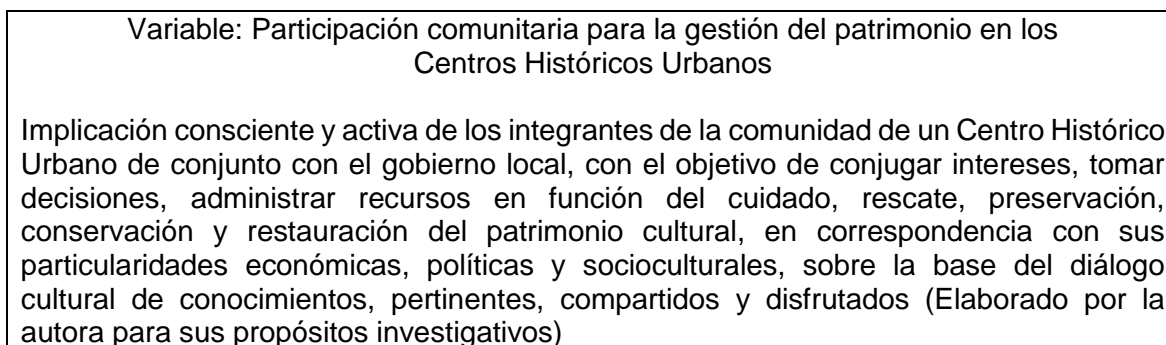 Variable: Participación comunitaria para la gestión del patrimonio en los
Centros Históricos Urbanos
Implicación consciente y activa de los integrantes de la comunidad de un Centro Histórico
Urbano de conjunto con el gobierno local, con el objetivo de conjugar intereses, tomar
decisiones, administrar recursos en función del cuidado, rescate, preservación,
conservación y restauración del patrimonio cultural, en correspondencia con sus
particularidades económicas, políticas y socioculturales, sobre la base del diálogo
cultural de conocimientos, pertinentes, compartidos y disfrutados (Elaborado por la
autora para sus propósitos investigativos)